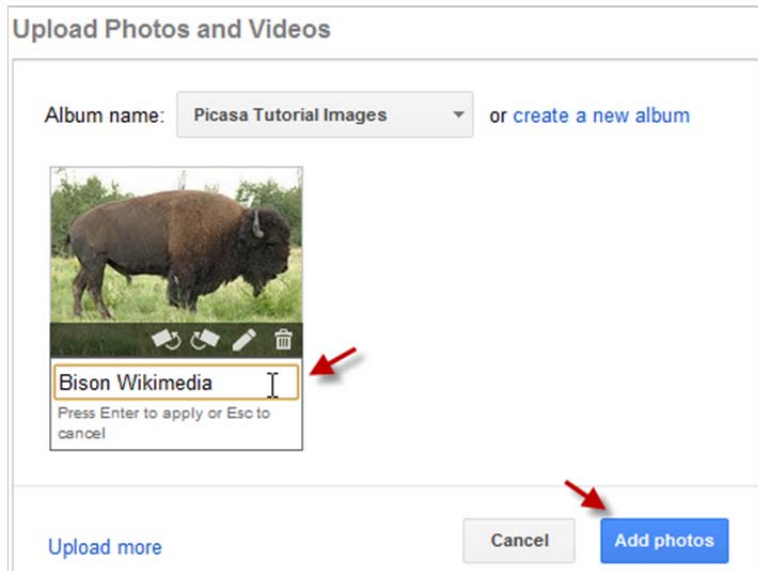 Upload Photos and Videos
Album name: Picasa Tutorial Images or create a new album
Bison Wikimedia
Press Enter to apply or Esc to
cancel
Upload more Cancel Add photos